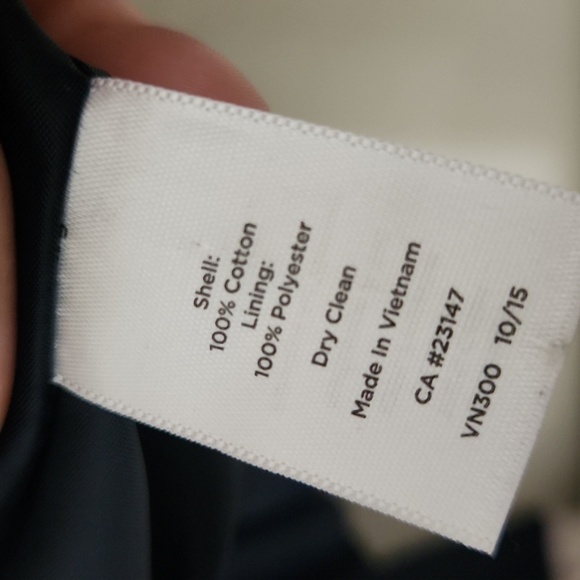 Shell:
100% Cotton
Lining:
100% Polyester
Dry Clean
Made In Vietnam
CA #23147
VN300 10/15